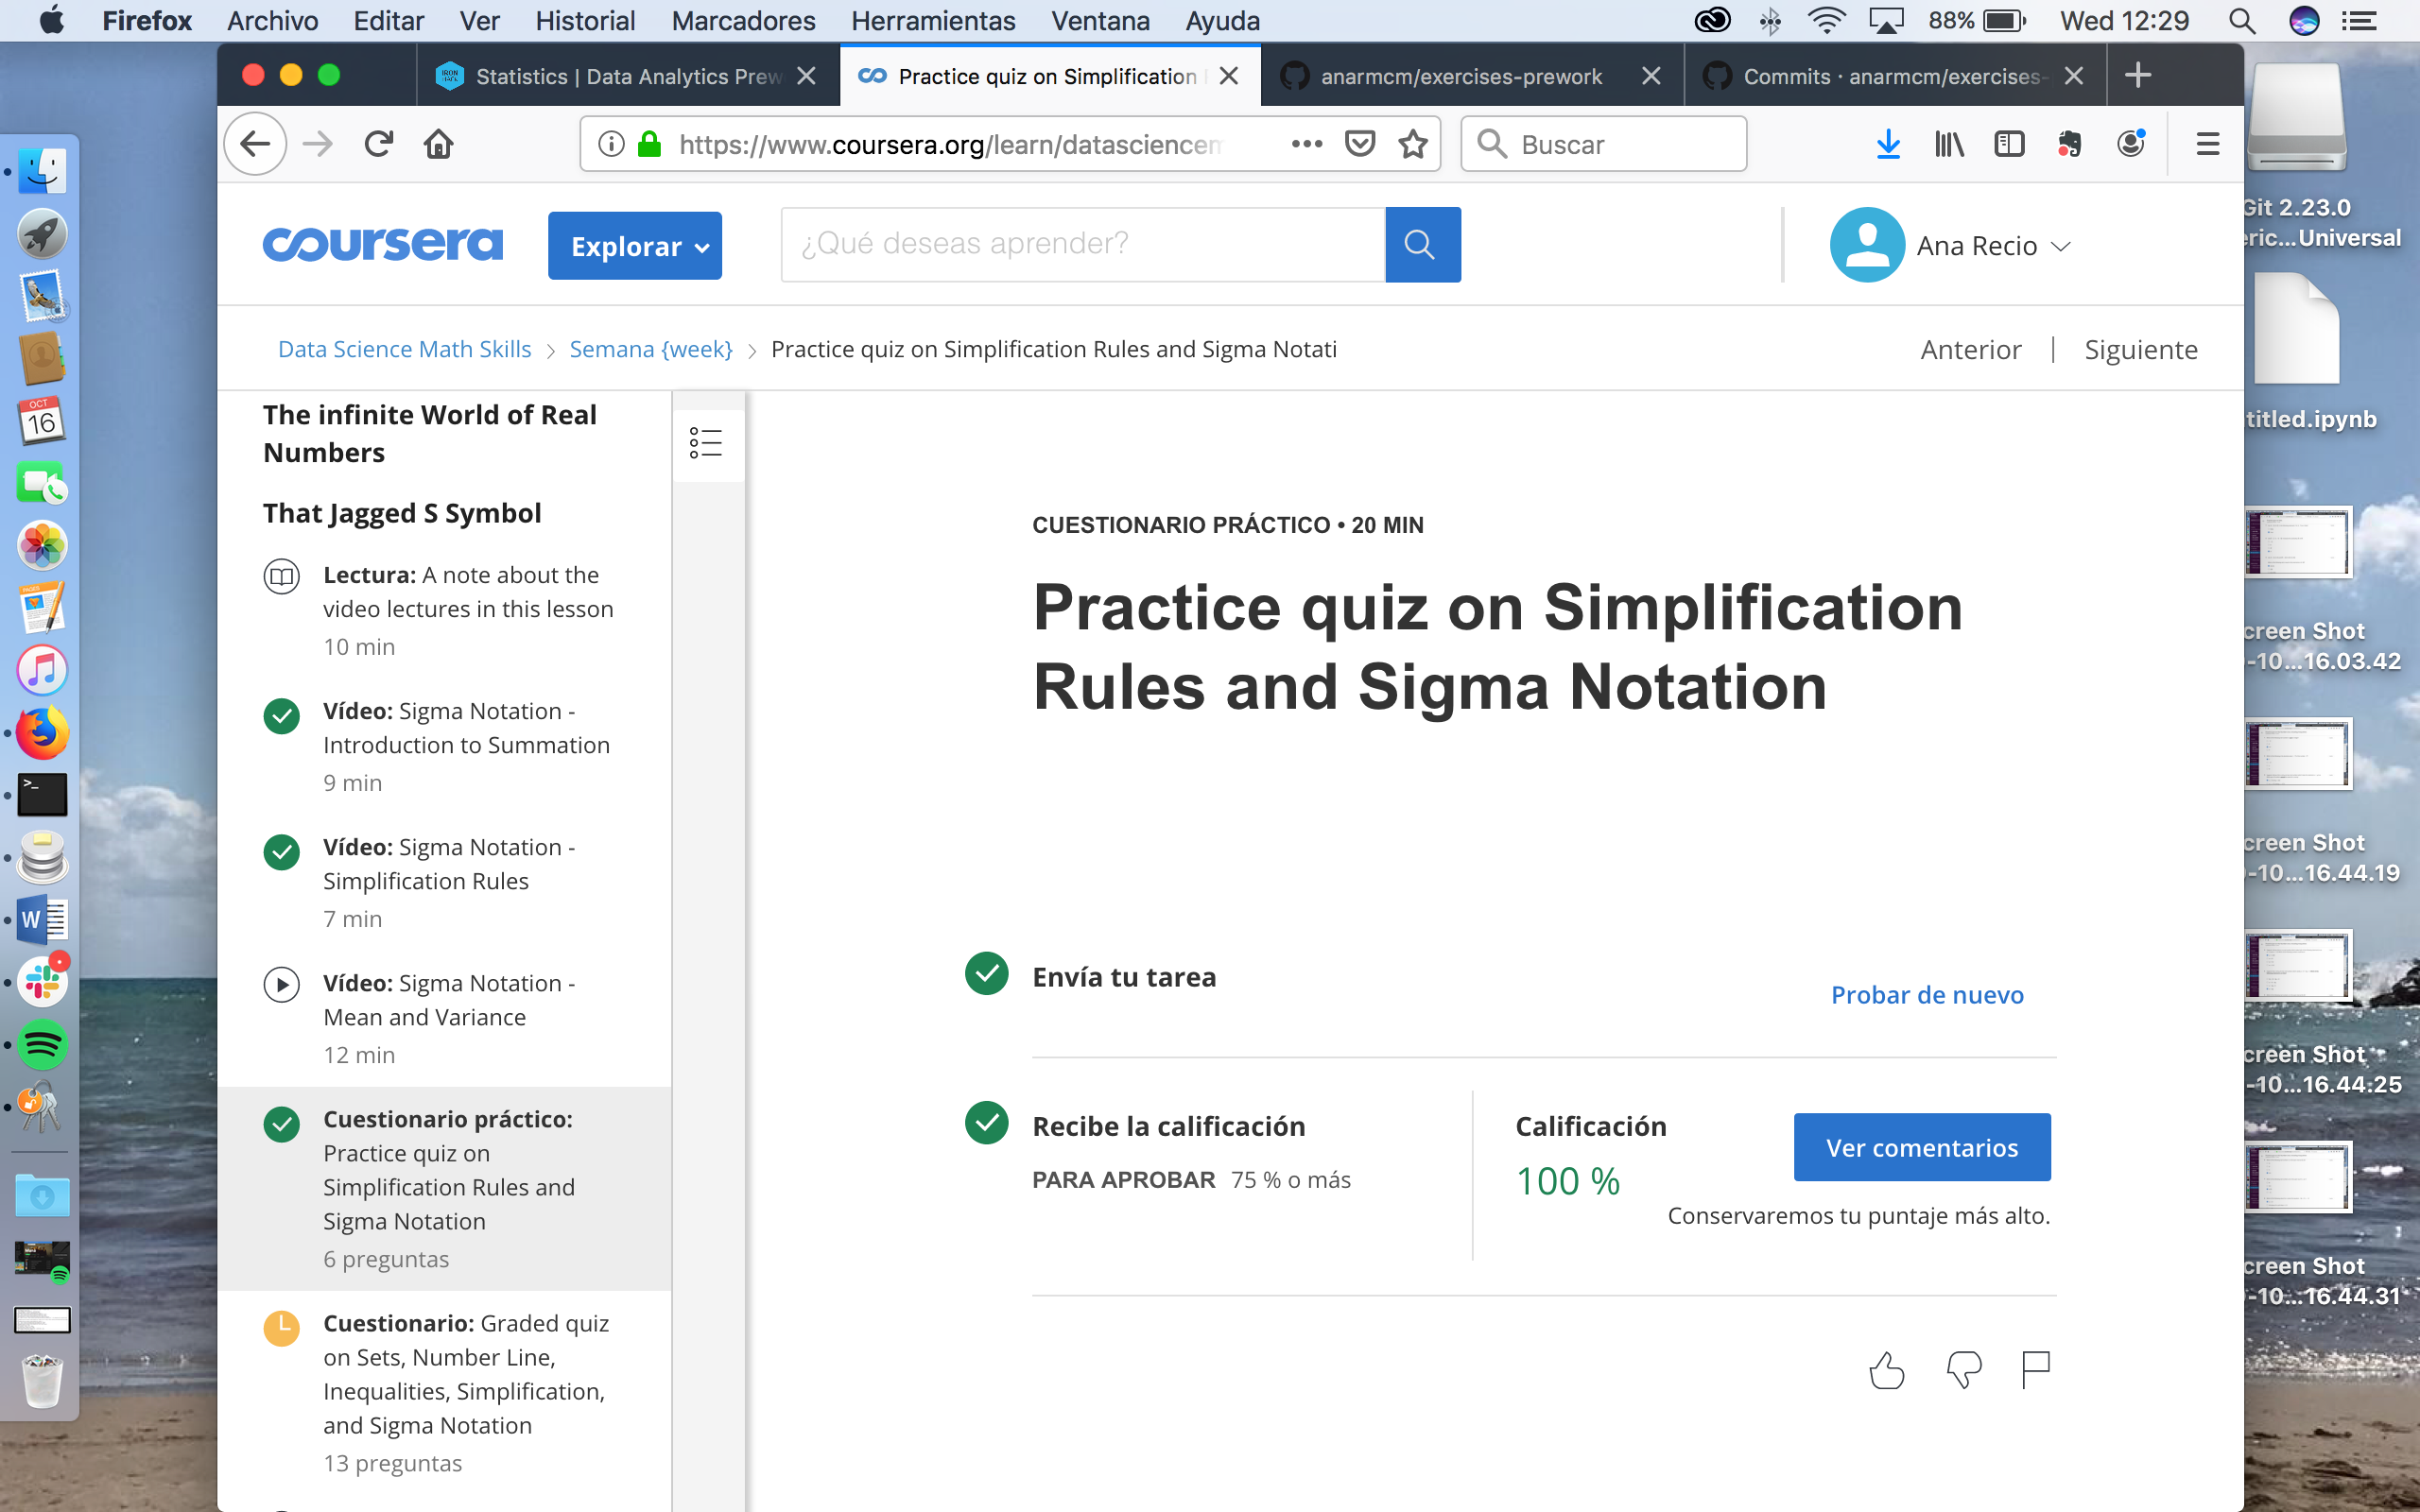 Firefox Archivo Editar Ver Historial Marcadores Herramientas Ventana Ayuda 88% Wed 12:29
Statistics | Data Analytics Prew
Practice quiz on Simplification
anarmcm/exercises-prework
Commits · anarmcm/exercises-
https://www.coursera.org/learn/datasciencem
Buscar
coursera
Explorar
¿Qué deseas aprender?
Ana Recio
Data Science Math Skills > Semana {week} > Practice quiz on Simplification Rules and Sigma Notati
Anterior | Siguiente
The infinite World of Real
Numbers
That Jagged S Symbol
Lectura: A note about the
video lectures in this lesson
10 min
Vídeo: Sigma Notation -
Introduction to Summation
9 min
Vídeo: Sigma Notation -
Simplification Rules
7 min
Vídeo: Sigma Notation -
Mean and Variance
12 min
Cuestionario práctico:
Practice quiz on
Simplification Rules and
Sigma Notation
6 preguntas
Cuestionario: Graded quiz
on Sets, Number Line,
Inequalities, Simplification,
and Sigma Notation
13 preguntas
CUESTIONARIO PRÁCTICO • 20 MIN
Practice quiz on Simplification
Rules and Sigma Notation
Envía tu tarea
Probar de nuevo
Recibe la calificación
PARA APROBAR 75 % o más
Calificación
100 %
Ver comentarios
Conservaremos tu puntaje más alto.
Git 2.23.0
eric...Universal
titled.ipynb
creen Shot
-10...16.03.42
creen Shot
-10...16.44.19
creen Shot
-10...16.44.25
creen Shot
-10...16.44.31
OCT
16
W